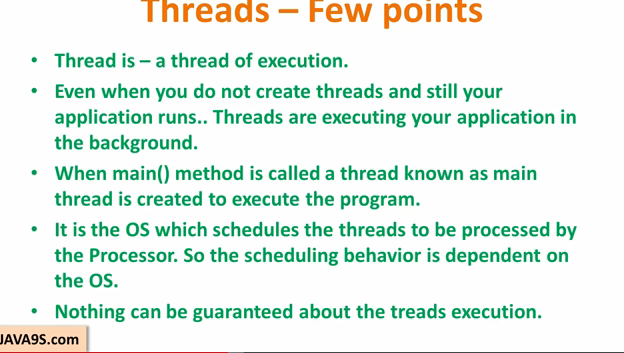 Threads – Few points
• Thread is – a thread of execution.
• Even when you do not create threads and still your
application runs.. Threads are executing your application in
the background.
• When main() method is called a thread known as main
thread is created to execute the program.
• It is the OS which schedules the threads to be processed by
the Processor. So the scheduling behavior is dependent on
the OS.
• Nothing can be guaranteed about the treads execution.
JAVA9S.com